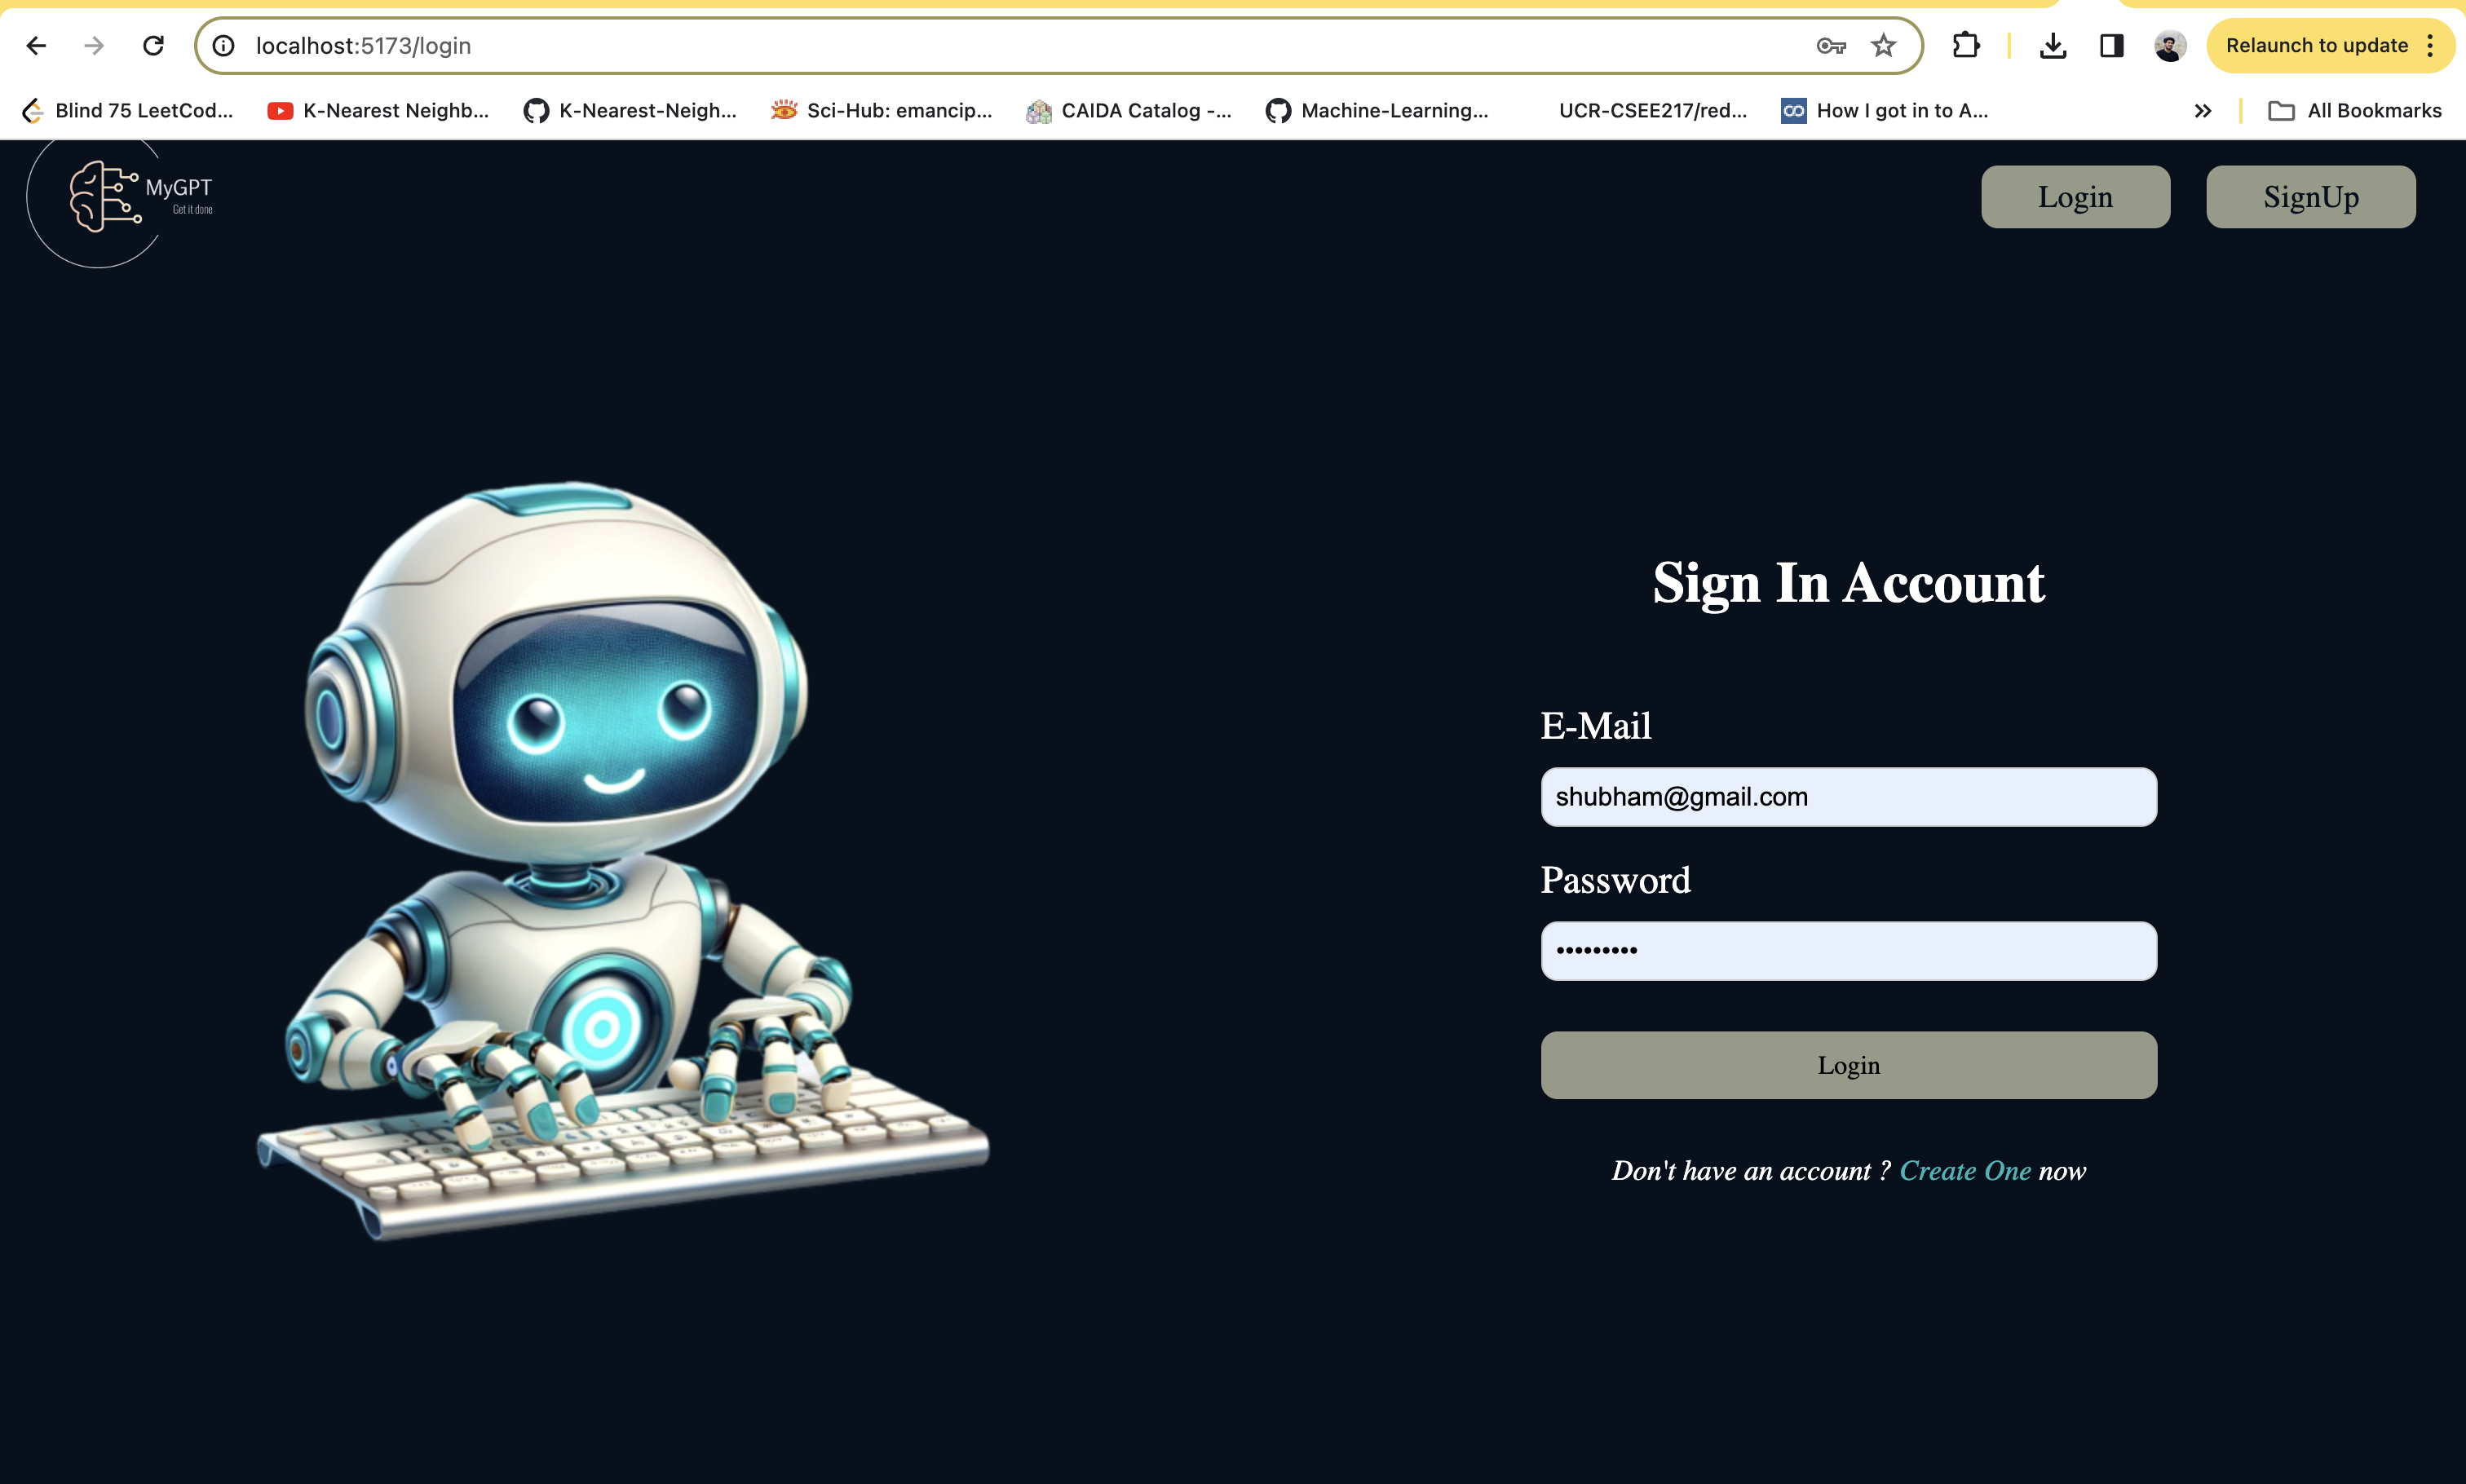 localhost:5173/login
Relaunch to update
Blind 75 LeetCod...
K-Nearest Neighb...
K-Nearest-Neigh...
Sci-Hub: emancip...
CAIDA Catalog -...
Machine-Learning...
UCR-CSEE217/red...
How I got in to A...
All Bookmarks
MyGPT
Get it done
Login
SignUp
Sign In Account
E-Mail
shubham@gmail.com
Password
•••••••••
Login
Don't have an account ? Create One now